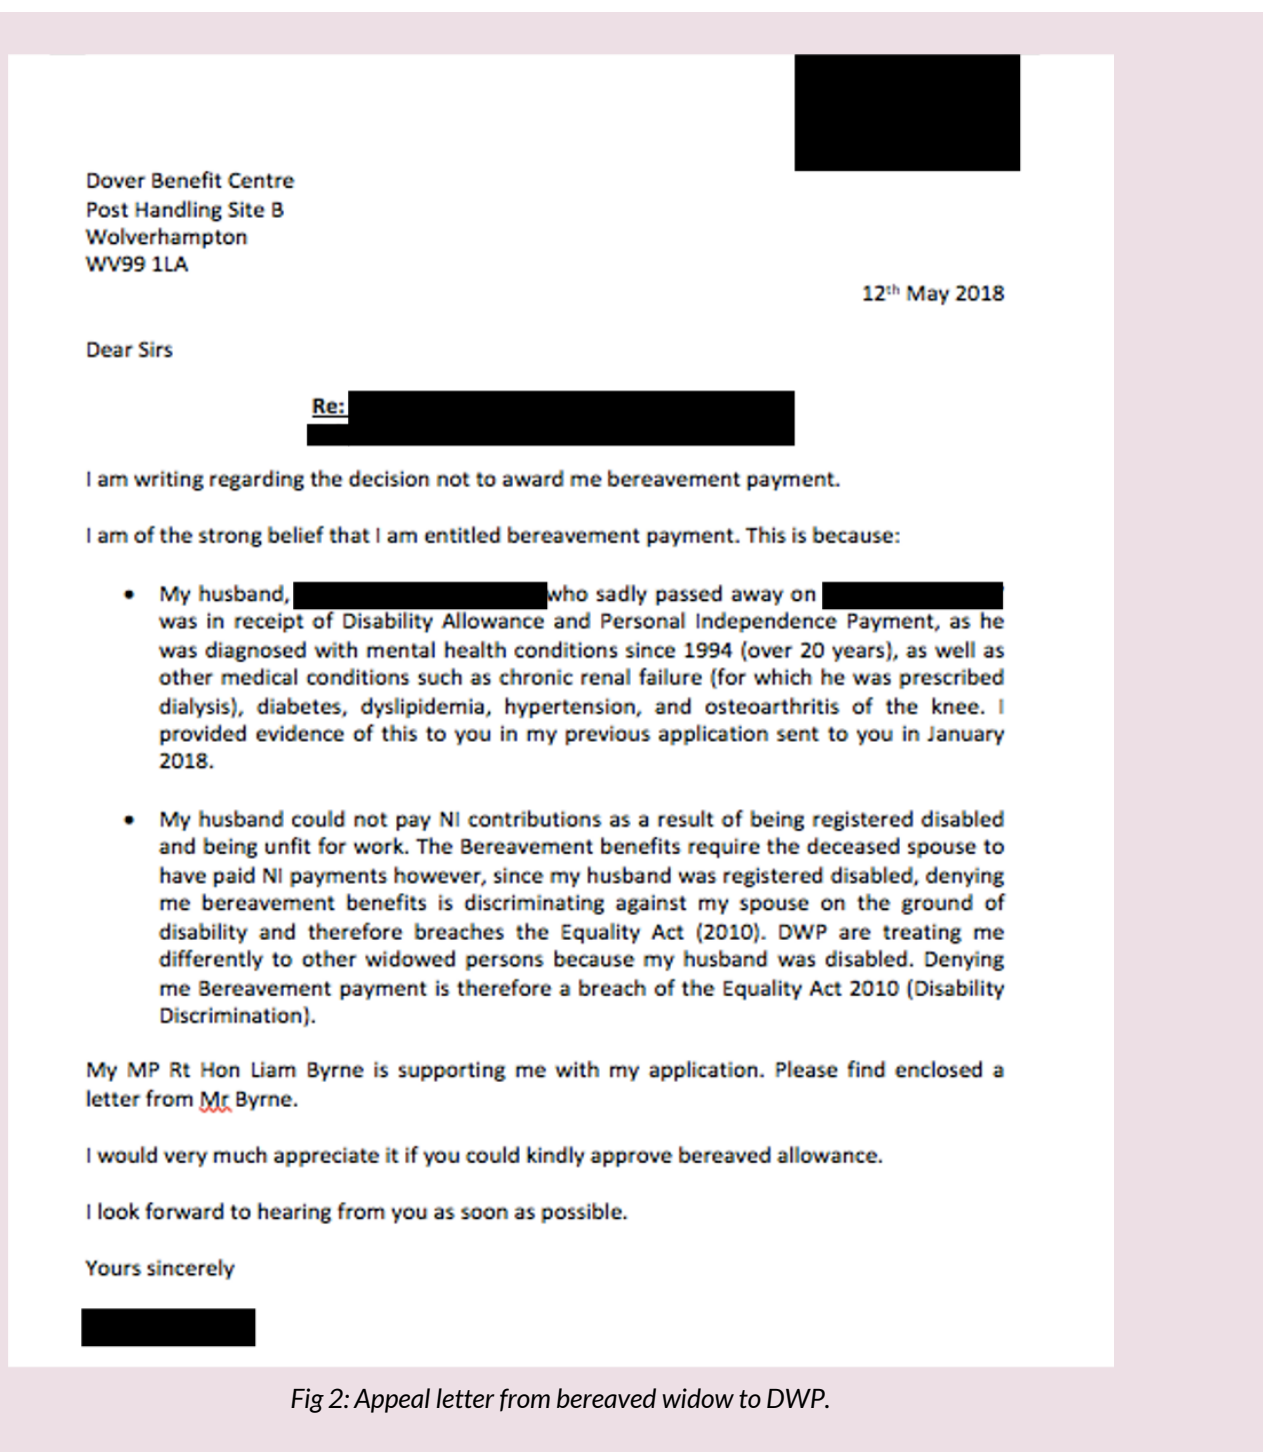 Dover Benefit Centre
Post Handling Site B
Wolverhampton
WV99 1LA
12th May 2018
Dear Sirs
Re:
I am writing regarding the decision not to award me bereavement payment.
I am of the strong belief that I am entitled bereavement payment. This is because:
• My husband, who sadly passed away on
was in receipt of Disability Allowance and Personal Independence Payment, as he
was diagnosed with mental health conditions since 1994 (over 20 years), as well as
other medical conditions such as chronic renal failure (for which he was prescribed
dialysis), diabetes, dyslipidemia, hypertension, and osteoarthritis of the knee. I
provided evidence of this to you in my previous application sent to you in January
2018.
• My husband could not pay NI contributions as a result of being registered disabled
and being unfit for work. The Bereavement benefits require the deceased spouse to
have paid NI payments however, since my husband was registered disabled, denying
me bereavement benefits is discriminating against my spouse on the ground of
disability and therefore breaches the Equality Act (2010). DWP are treating me
differently to other widowed persons because my husband was disabled. Denying
me Bereavement payment is therefore a breach of the Equality Act 2010 (Disability
Discrimination).
My MP Rt Hon Liam Byrne is supporting me with my application. Please find enclosed a
letter from Mr Byrne.
I would very much appreciate it if you could kindly approve bereaved allowance.
I look forward to hearing from you as soon as possible.
Yours sincerely
Fig 2: Appeal letter from bereaved widow to DWP.